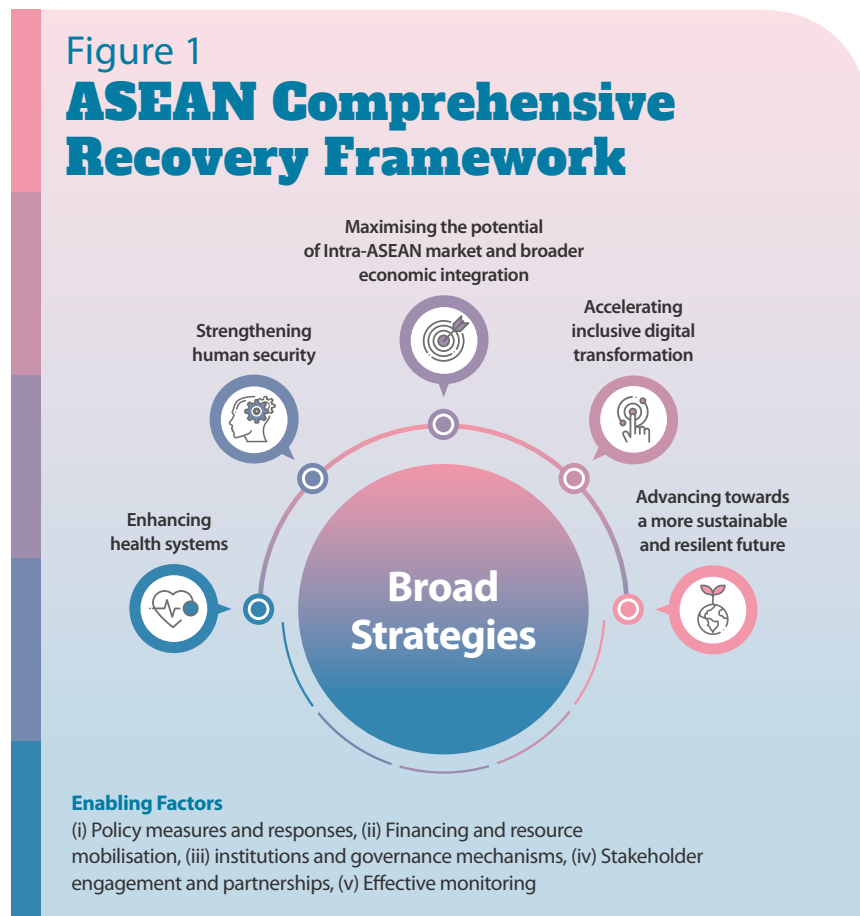 Figure 1
ASEAN Comprehensive
Recovery Framework
Maximising the potential
of Intra-ASEAN market and broader
economic integration
Strengthening
human security
Accelerating
inclusive digital
transformation
Enhancing
health systems
Advancing towards
a more sustainable
and resilent future
Broad
Strategies
Enabling Factors
(i) Policy measures and responses, (ii) Financing and resource
mobilisation, (iii) institutions and governance mechanisms, (iv) Stakeholder
engagement and partnerships, (v) Effective monitoring